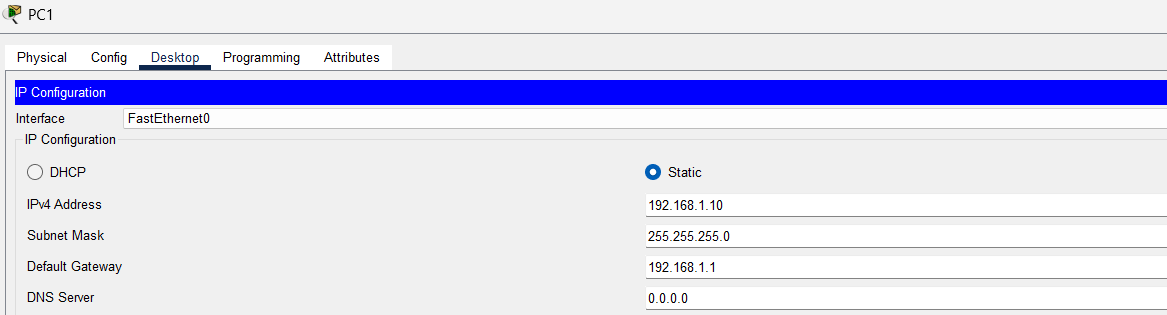 PC1
Physical Config Desktop Programming Attributes
IP Configuration
Interface FastEthernet0
IP Configuration
DHCP Static
IPv4 Address 192.168.1.10
Subnet Mask 255.255.255.0
Default Gateway 192.168.1.1
DNS Server 0.0.0.0